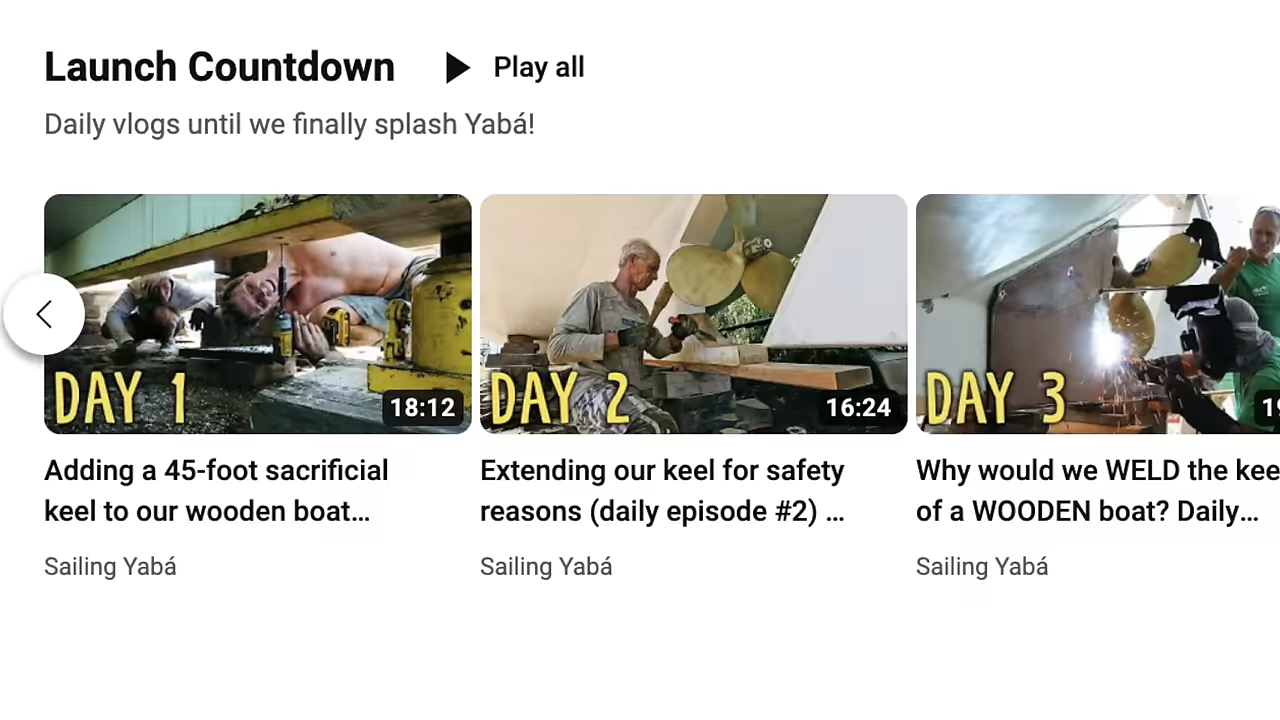 Launch Countdown Play all
Daily vlogs until we finally splash Yabá!
DAY 1
18:12
DAY 2
16:24
DAY 3
Adding a 45-foot sacrificial
keel to our wooden boat...
Sailing Yabá
Extending our keel for safety
reasons (daily episode #2) ...
Sailing Yabá
Why would we WELD the kee
of a WOODEN boat? Daily...
Sailing Yabá